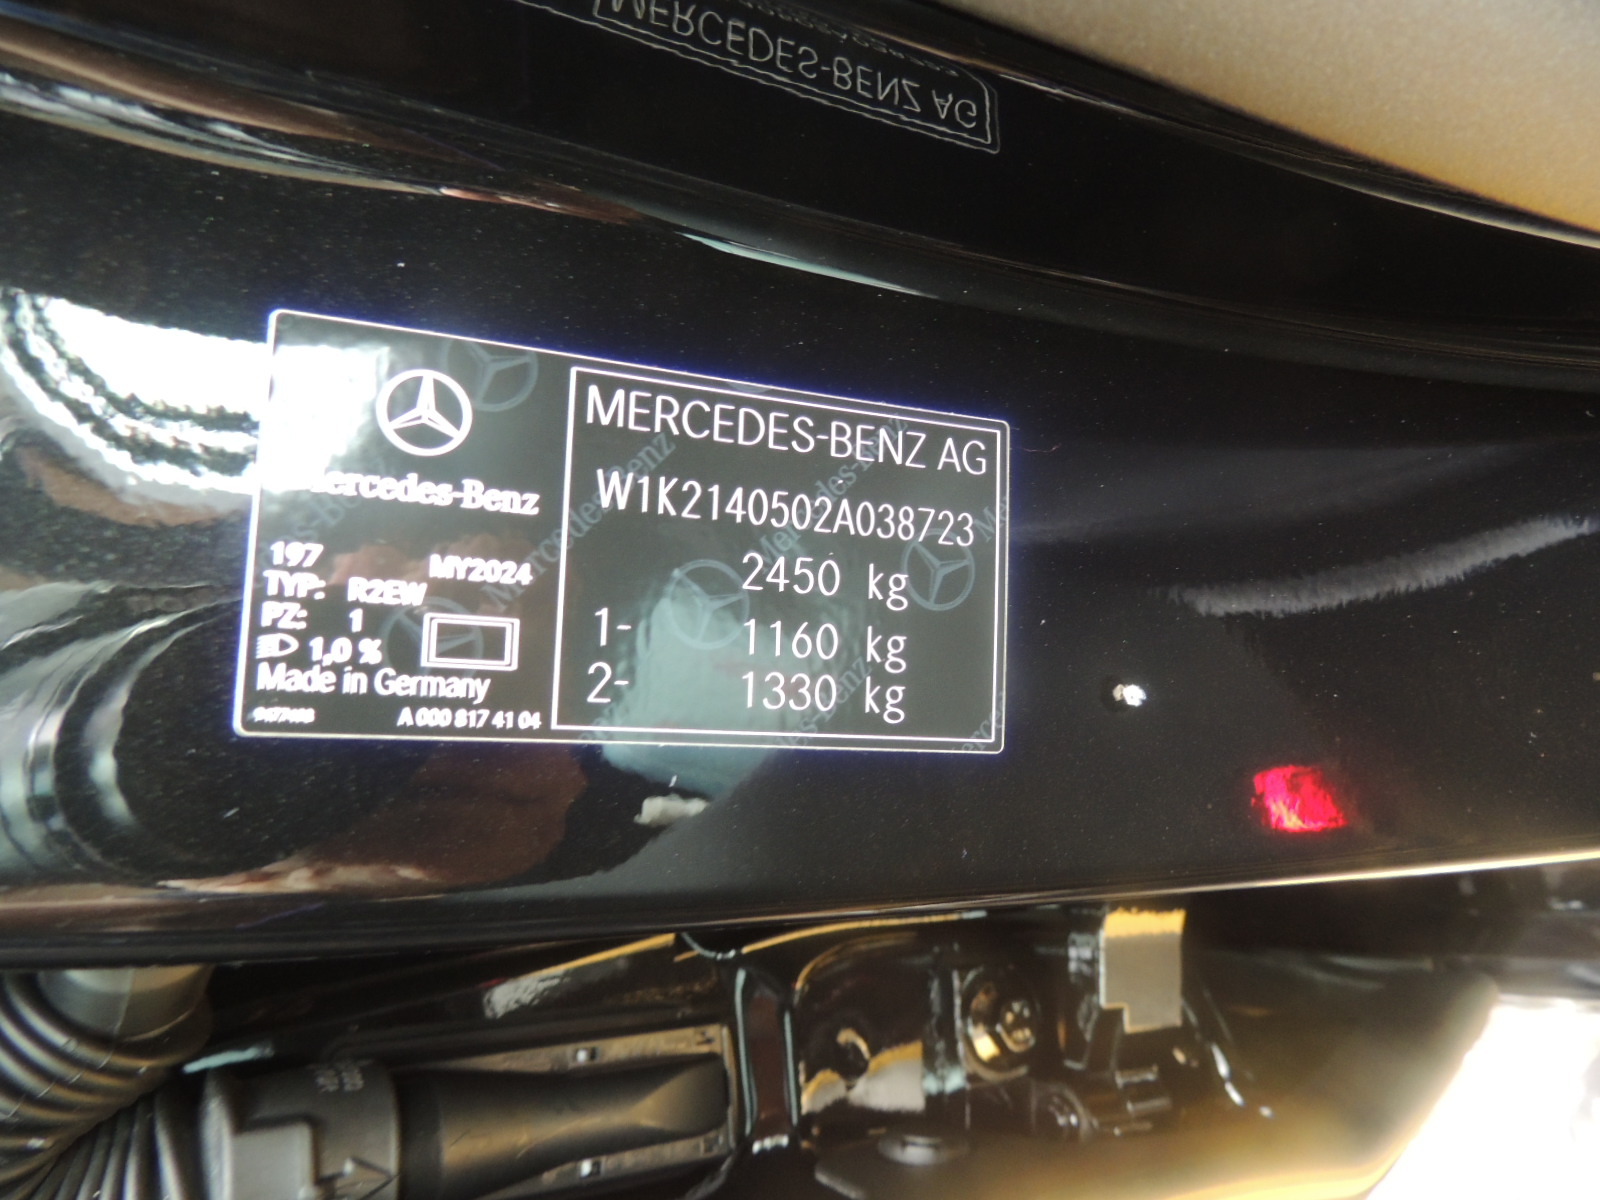 MERCEDES-BENZ AG
Mercedes-Benz
197 MY2024
TYP: R2EW
PZ: 1
1,0 %
Made in Germany
A 000 817 41 04
MERCEDES-BENZ AG
W1K2140502A038723
2450 kg
1- 1160 kg
2- 1330 kg